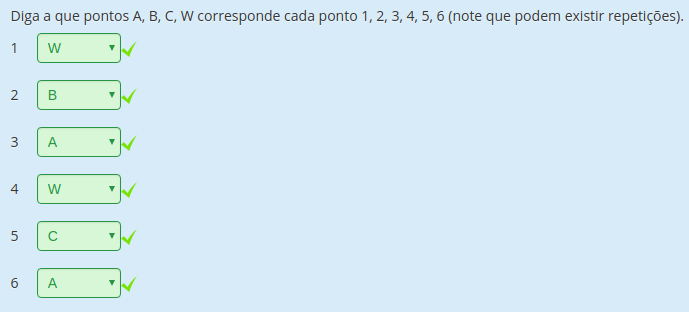 Diga a que pontos A, B, C, W corresponde cada ponto 1, 2, 3, 4, 5, 6 (note que podem existir repetições).
1 W
2 B
3 A
4 W
5 C
6 A